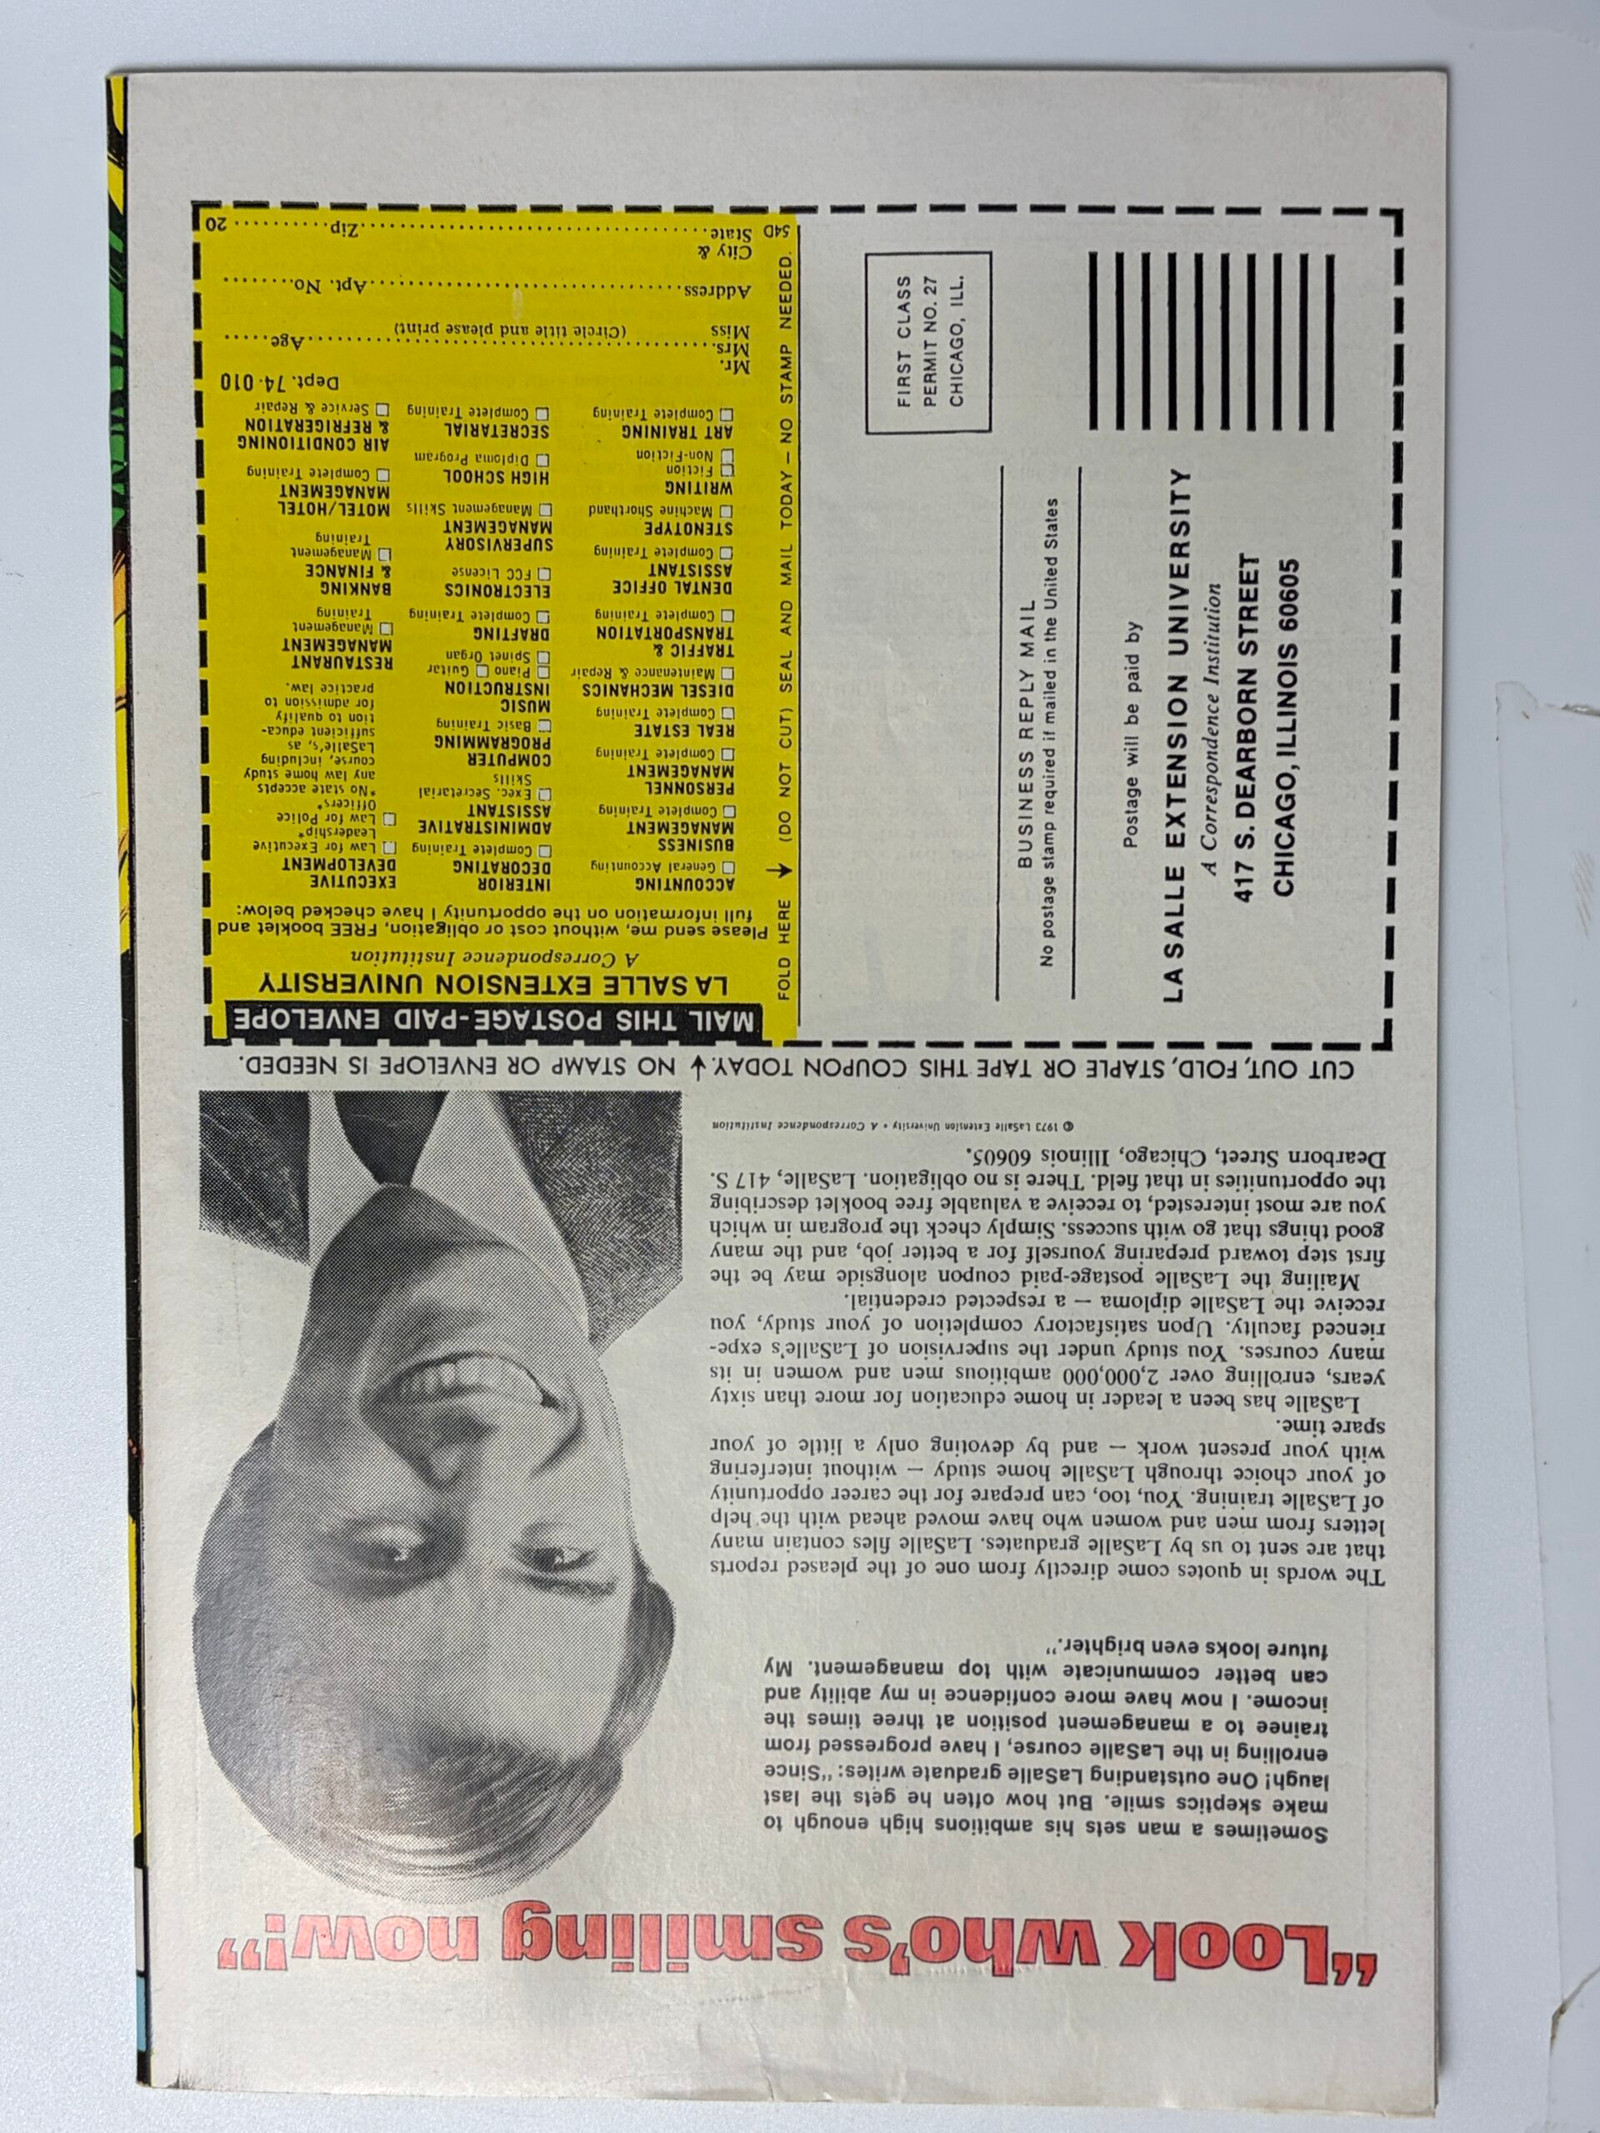 "Look who's smiling now!"
Sometimes a man sets his ambitions high enough to
make skeptics smile. But how often he gets the last
laugh! One outstanding LaSalle graduate writes: "Since
enrolling in the LaSalle course, I have progressed from
trainee to a management position at three times the
income. I now have more confidence in my ability and
can better communicate with top management. My
future looks even brighter."
The words in quotes come directly from one of the pleased reports
that are sent to us by LaSalle graduates. LaSalle files contain many
letters from men and women who have moved ahead with the help
of LaSalle training. You, too, can prepare for the career opportunity
of your choice through LaSalle home study — without interfering
with your present work — and by devoting only a little of your
spare time.
LaSalle has been a leader in home education for more than sixty
years, enrolling over 2,000,000 ambitious men and women in its
many courses. You study under the supervision of LaSalle's expe-
rienced faculty. Upon satisfactory completion of your study, you
receive the LaSalle diploma — a respected credential.
Mailing the LaSalle postage-paid coupon alongside may be the
first step toward preparing yourself for a better job, and the many
good things that go with success. Simply check the program in which
you are most interested, to receive a valuable free booklet describing
the opportunities in that field. There is no obligation. LaSalle, 417 S.
Dearborn Street, Chicago, Illinois 60605.
© 1973 LaSalle Extension University • A Correspondence Institution
CUT OUT, FOLD, STAPLE OR TAPE THIS COUPON TODAY. NO STAMP OR ENVELOPE IS NEEDED.
FIRST CLASS
PERMIT NO. 27
CHICAGO, ILL.
BUSINESS REPLY MAIL
No postage stamp required if mailed in the United States
Postage will be paid by
LA SALLE EXTENSION UNIVERSITY
A Correspondence Institution
417 S. DEARBORN STREET
CHICAGO, ILLINOIS 60605
FOLD HERE (DO NOT CUT) SEAL AND MAIL TODAY — NO STAMP NEEDED.
MAIL THIS POSTAGE-PAID ENVELOPE
LA SALLE EXTENSION UNIVERSITY
A Correspondence Institution
Please send me, without cost or obligation, FREE booklet and
full information on the opportunity I have checked below:
ACCOUNTING
General Accounting
BUSINESS
MANAGEMENT
Complete Training
PERSONNEL
MANAGEMENT
Complete Training
REAL ESTATE
Complete Training
DIESEL MECHANICS
Maintenance & Repair
TRAFFIC &
TRANSPORTATION
Complete Training
DENTAL OFFICE
ASSISTANT
Complete Training
STENOTYPE
Machine Shorthand
WRITING
Fiction
Non-Fiction
ART TRAINING
Complete Training
INTERIOR
DECORATING
Complete Training
ADMINISTRATIVE
ASSISTANT
Exec. Secretarial
Skills
COMPUTER
PROGRAMMING
Basic Training
MUSIC
INSTRUCTION
Piano Guitar
Spinet Organ
DRAFTING
Complete Training
ELECTRONICS
FCC License
SUPERVISORY
MANAGEMENT
Management Skills
HIGH SCHOOL
Diploma Program
SECRETARIAL
Complete Training
EXECUTIVE
DEVELOPMENT
Law for Executive
Leadership*
Law for Police
Officers*
*No state accepts
any law home study
course, including
LaSalle's, as
sufficient educa-
tion to qualify
for admission to
practice law.
RESTAURANT
MANAGEMENT
Management
Training
BANKING
& FINANCE
Management
Training
MOTEL/HOTEL
MANAGEMENT
Complete Training
AIR CONDITIONING
& REFRIGERATION
Service & Repair
Dept. 74-010
Mr.
Mrs. Age
Miss (Circle title and please print)
Address Apt. No.
City &
State Zip 20
54D